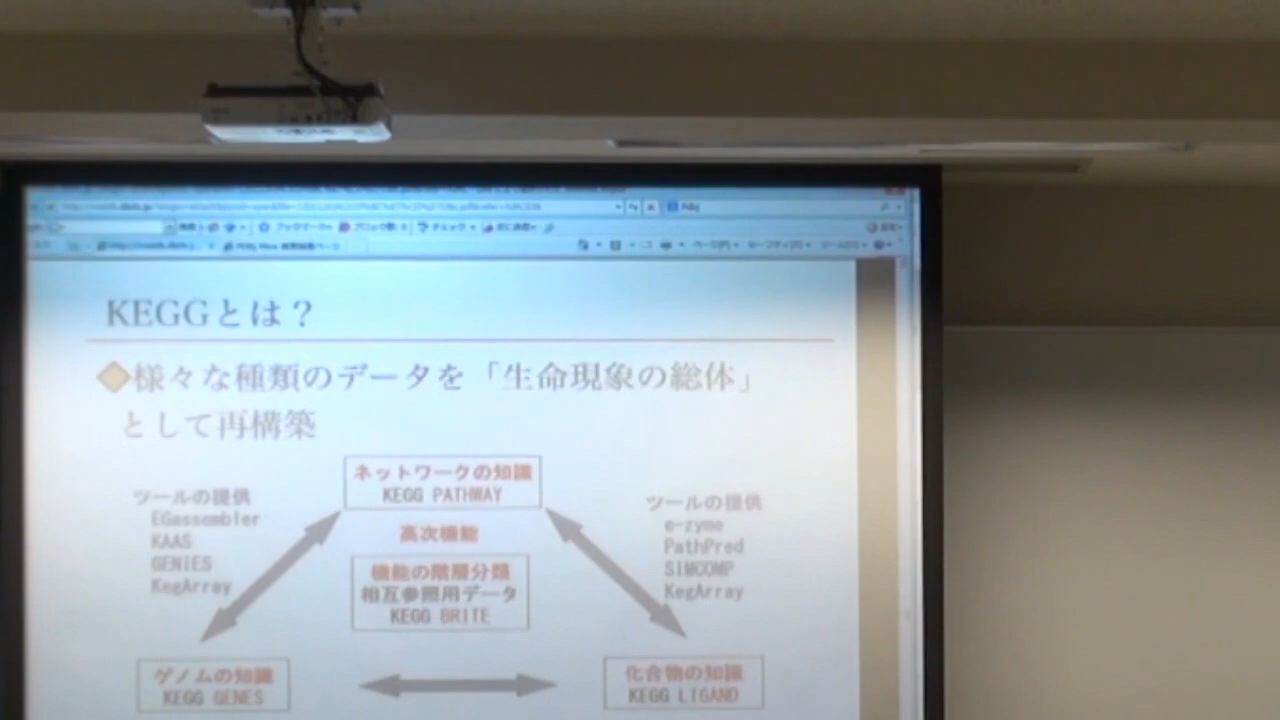 KEGGとは？
◆様々な種類のデータを「生命現象の総体」
として再構築
ネットワークの知識
KEGG PATHWAY
ツールの提供
EGassembler
KAAS
GENIES
KegArray
高次機能
機能の階層分類
相互参照用データ
KEGG BRITE
ツールの提供
e-zyme
PathPred
SIMCOMP
KegArray
ゲノムの知識
KEGG GENES
化合物の知識
KEGG LIGAND